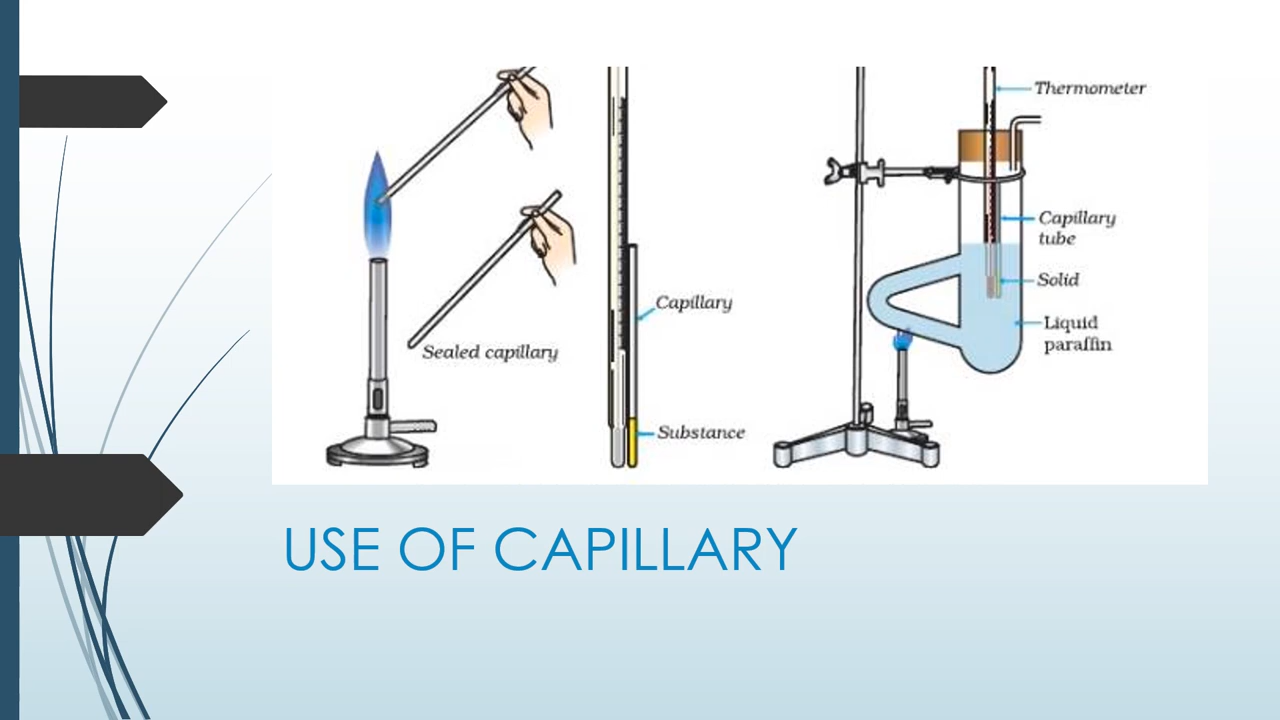 Thermometer
Capillary
tube
Solid
Liquid
paraffin
Capillary
Sealed capillary
Substance
USE OF CAPILLARY